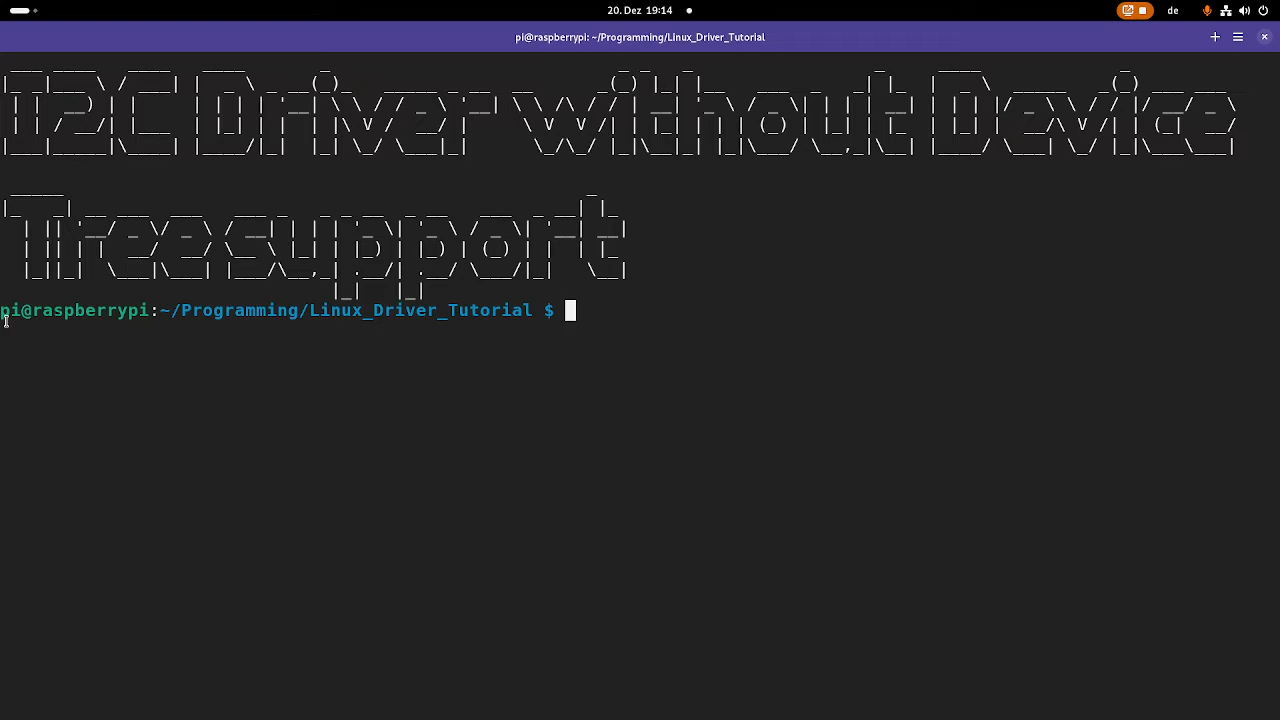 20. Dez 19:14
de
pi@raspberrypi: ~/Programming/Linux_Driver_Tutorial
I2C Driver without Device
Tree support
pi@raspberrypi:~/Programming/Linux_Driver_Tutorial $